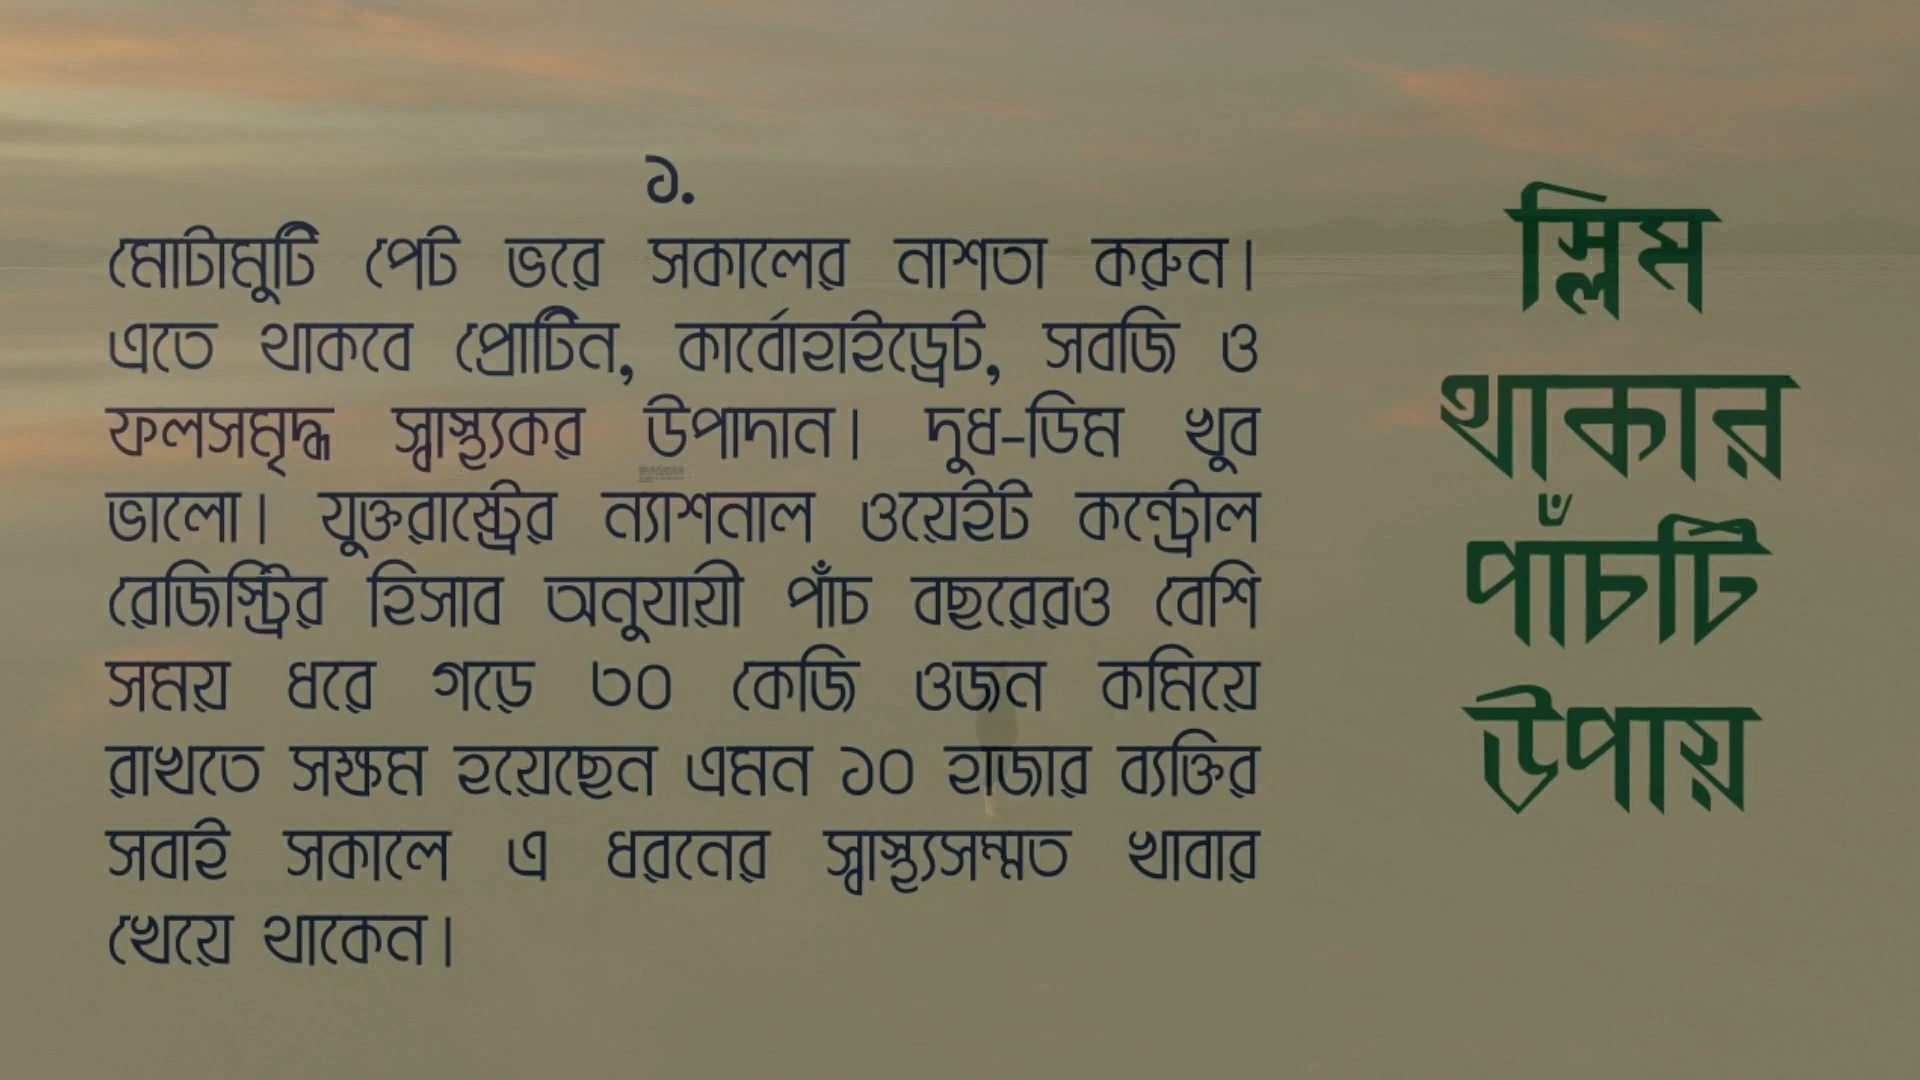 ১.
মোটামুটি পেট ভরে সকালের নাশতা করুন।
এতে থাকবে প্রোটিন, কার্বোহাইড্রেট, সবজি ও
ফলসমৃদ্ধ স্বাস্থ্যকর উপাদান। দুধ-ডিম খুব
ভালো। যুক্তরাষ্ট্রের ন্যাশনাল ওয়েইট কন্ট্রোল
রেজিস্ট্রির হিসাব অনুযায়ী পাঁচ বছরেরও বেশি
সময় ধরে গড়ে ৩০ কেজি ওজন কমিয়ে
রাখতে সক্ষম হয়েছেন এমন ১০ হাজার ব্যক্তির
সবাই সকালে এ ধরনের স্বাস্থ্যসম্মত খাবার
খেয়ে থাকেন।
স্লিম
থাকার
পাঁচটি
উপায়